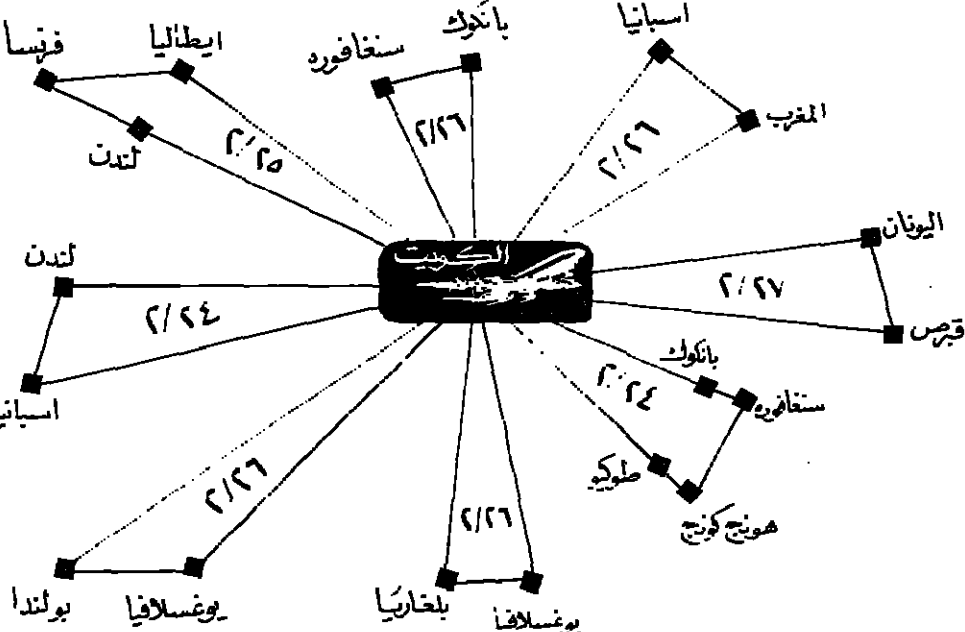 اسبانيا
بانكوك
ايطاليا
فرنسا
سنغافوره
المغرب
٢/٢٦
٢/٢٦
٢/٢٥
لندن
اليونان
الكويت
لندن
٢/٢٧
٢/٢٤
قبرص
بانكوك
٢/٢٤
سنغافوره
اسبانيا
طوكيو
٢/٢٦
هونج كونج
٢/٢٦
بولندا
يوغسلافيا
بلغاريا
يوغسلافيا